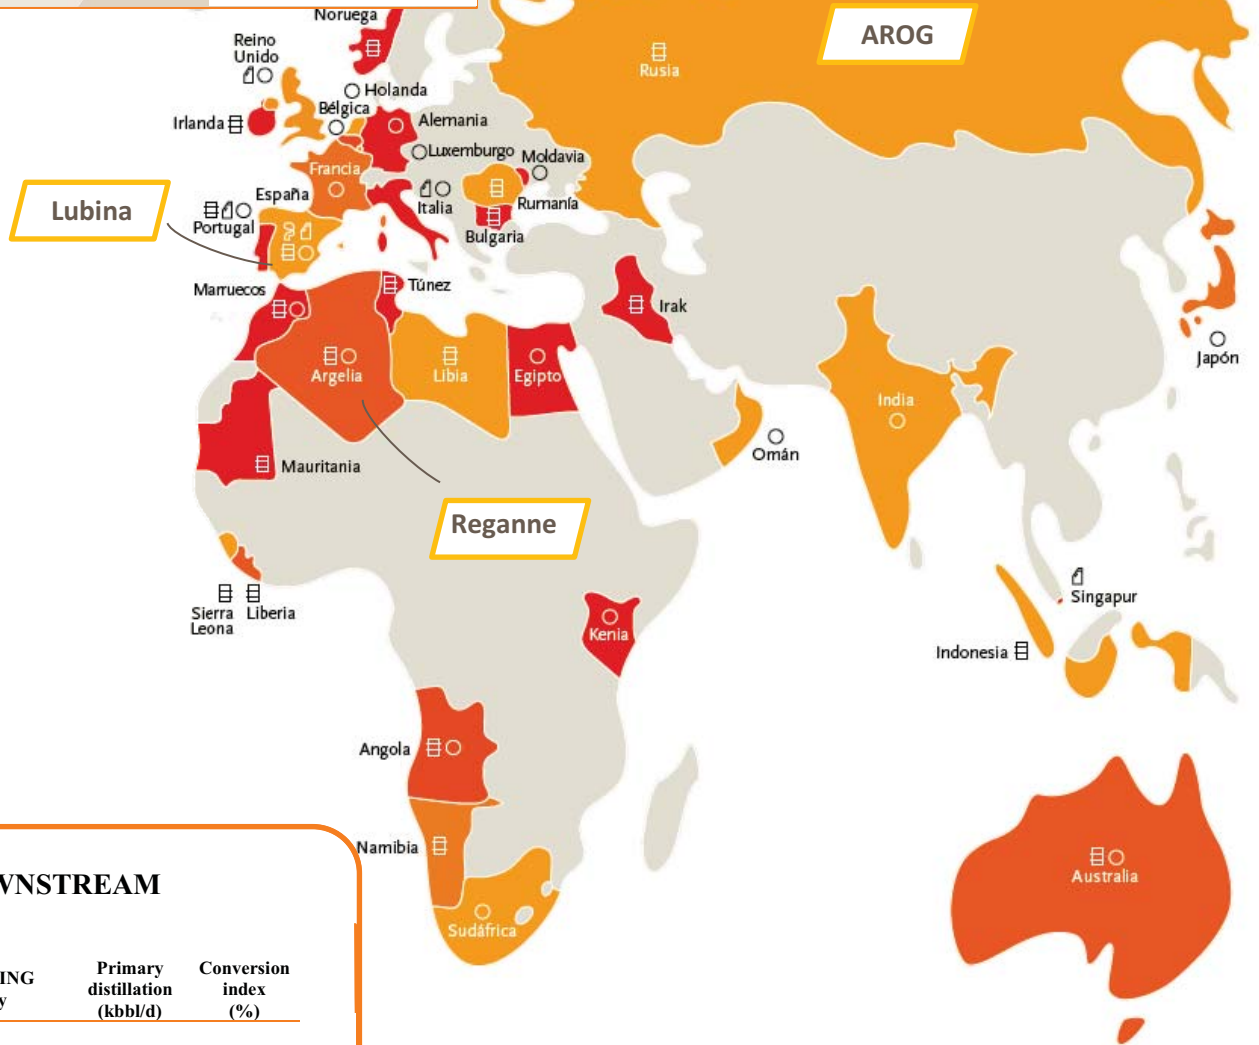 Noruega
AROG
Reino
Unido
Rusia
Holanda
Bélgica
Irlanda
Alemania
Luxemburgo
Moldavia
Francia
España
Lubina
Italia
Rumanía
Portugal
Bulgaria
Marruecos
Túnez
Irak
Japón
Argelia
Libia
Egipto
India
Omán
Mauritania
Reganne
Sierra
Leona
Liberia
Singapur
Kenia
Indonesia
Angola
Namibia
Australia
Sudáfrica
WNSTREAM
ING
y
Primary
distillation
(kbbl/d)
Conversion
index
(%)